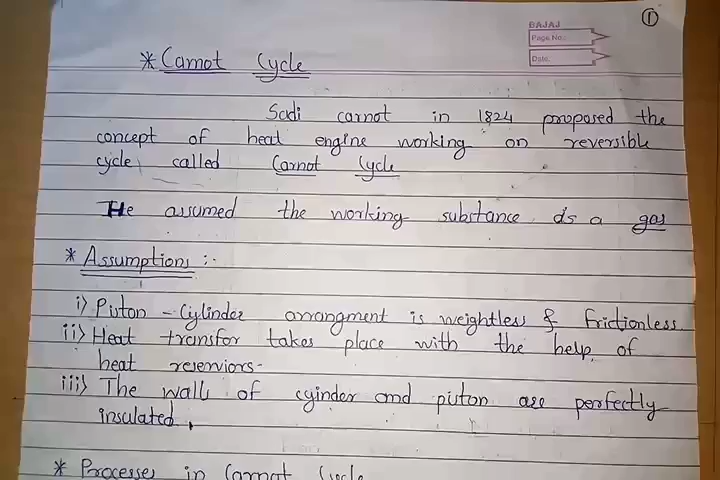 BAJAJ
Page No.:
Date:
①
* Carnot Cycle
Sadi carnot in 1824 proposed the
concept of heat engine working on reversible
cycle called Carnot Cycle
He assumed the working substance as a gas
* Assumptions :-
i) Piston - Cylinder arrangment is weightless & frictionless
ii) Heat transfer takes place with the help of
heat reserviors.
iii) The walls of cyinder and piston are perfectly
insulated.
* Processes in Carnot Cycle